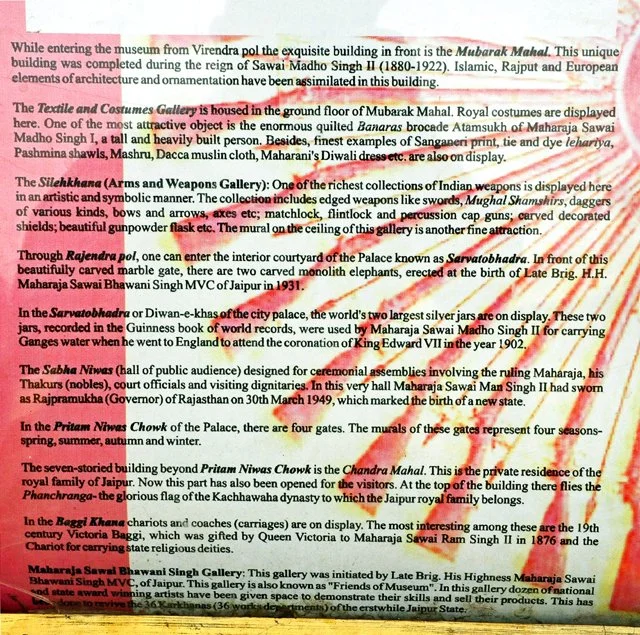 While entering the museum from Virendra pol the exquisite building in front is the Mubarak Mahal. This unique
building was completed during the reign of Sawai Madho Singh II (1880-1922). Islamic, Rajput and European
elements of architecture and ornamentation have been assimilated in this building.
The Textile and Costumes Gallery is housed in the ground floor of Mubarak Mahal. Royal costumes are displayed
here. One of the most attractive object is the enormous quilted Banaras brocade Atamsukh of Maharaja Sawai
Madho Singh I, a tall and heavily built person. Besides, finest examples of Sanganeri print, tie and dye lehariya,
Pashmina shawls, Mashru, Dacca muslin cloth, Maharani's Diwali dress etc. are also on display.
The Silehkhana (Arms and Weapons Gallery): One of the richest collections of Indian weapons is displayed here
in an artistic and symbolic manner. The collection includes edged weapons like swords, Mughal Shamshirs, daggers
of various kinds, bows and arrows, axes etc; matchlock, flintlock and percussion cap guns; carved decorated
shields; beautiful gunpowder flask etc. The mural on the ceiling of this gallery is another fine attraction.
Through Rajendra pol, one can enter the interior courtyard of the Palace known as Sarvatobhadra. In front of this
beautifully carved marble gate, there are two carved monolith elephants, erected at the birth of Late Brig. H.H.
Maharaja Sawai Bhawani Singh MVC of Jaipur in 1931.
In the Sarvatobhadra or Diwan-e-khas of the city palace, the world's two largest silver jars are on display. These two
jars, recorded in the Guinness book of world records, were used by Maharaja Sawai Madho Singh II for carrying
Ganges water when he went to England to attend the coronation of King Edward VII in the year 1902.
The Sabha Niwas (hall of public audience) designed for ceremonial assemblies involving the ruling Maharaja, his
Thakurs (nobles), court officials and visiting dignitaries. In this very hall Maharaja Sawai Man Singh II had sworn
as Rajpramukha (Governor) of Rajasthan on 30th March 1949, which marked the birth of a new state.
In the Pritam Niwas Chowk of the Palace, there are four gates. The murals of these gates represent four seasons-
spring, summer, autumn and winter.
The seven-storied building beyond Pritam Niwas Chowk is the Chandra Mahal. This is the private residence of the
royal family of Jaipur. Now this part has also been opened for the visitors. At the top of the building there flies the
Phanchranga- the glorious flag of the Kachhawaha dynasty to which the Jaipur royal family belongs.
In the Baggi Khana chariots and coaches (carriages) are on display. The most interesting among these are the 19th
century Victoria Baggi, which was gifted by Queen Victoria to Maharaja Sawai Ram Singh II in 1876 and the
Chariot for carrying state religious deities.
Maharaja Sawai Bhawani Singh Gallery: This gallery was initiated by Late Brig. His Highness Maharaja Sawai
Bhawani Singh MVC, of Jaipur. This gallery is also known as "Friends of Museum". In this gallery dozen of national
and state award winning artists have been given space to demonstrate their skills and sell their products. This has
done to revive the 36 Karkhanas (36 works departments) of the erstwhile Jaipur State.